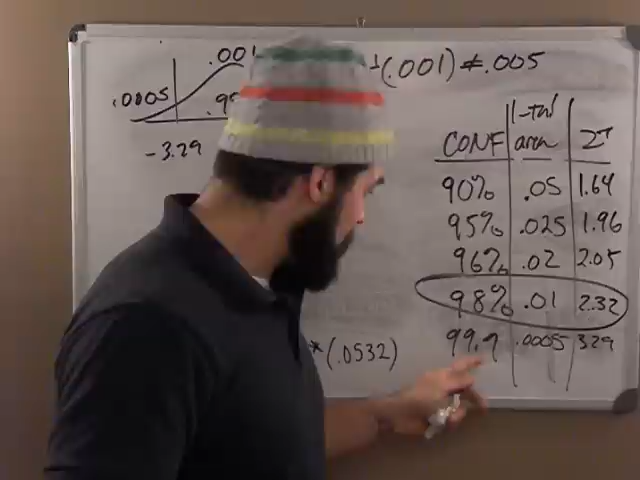 .001
(.001) ≠ .005
.0005
.9
-3.29
1-tail
CONF area Z*
90% .05 1.64
95% .025 1.96
96% .02 2.05
98% .01 2.32
99.9 .0005 3.29
*(.0532)